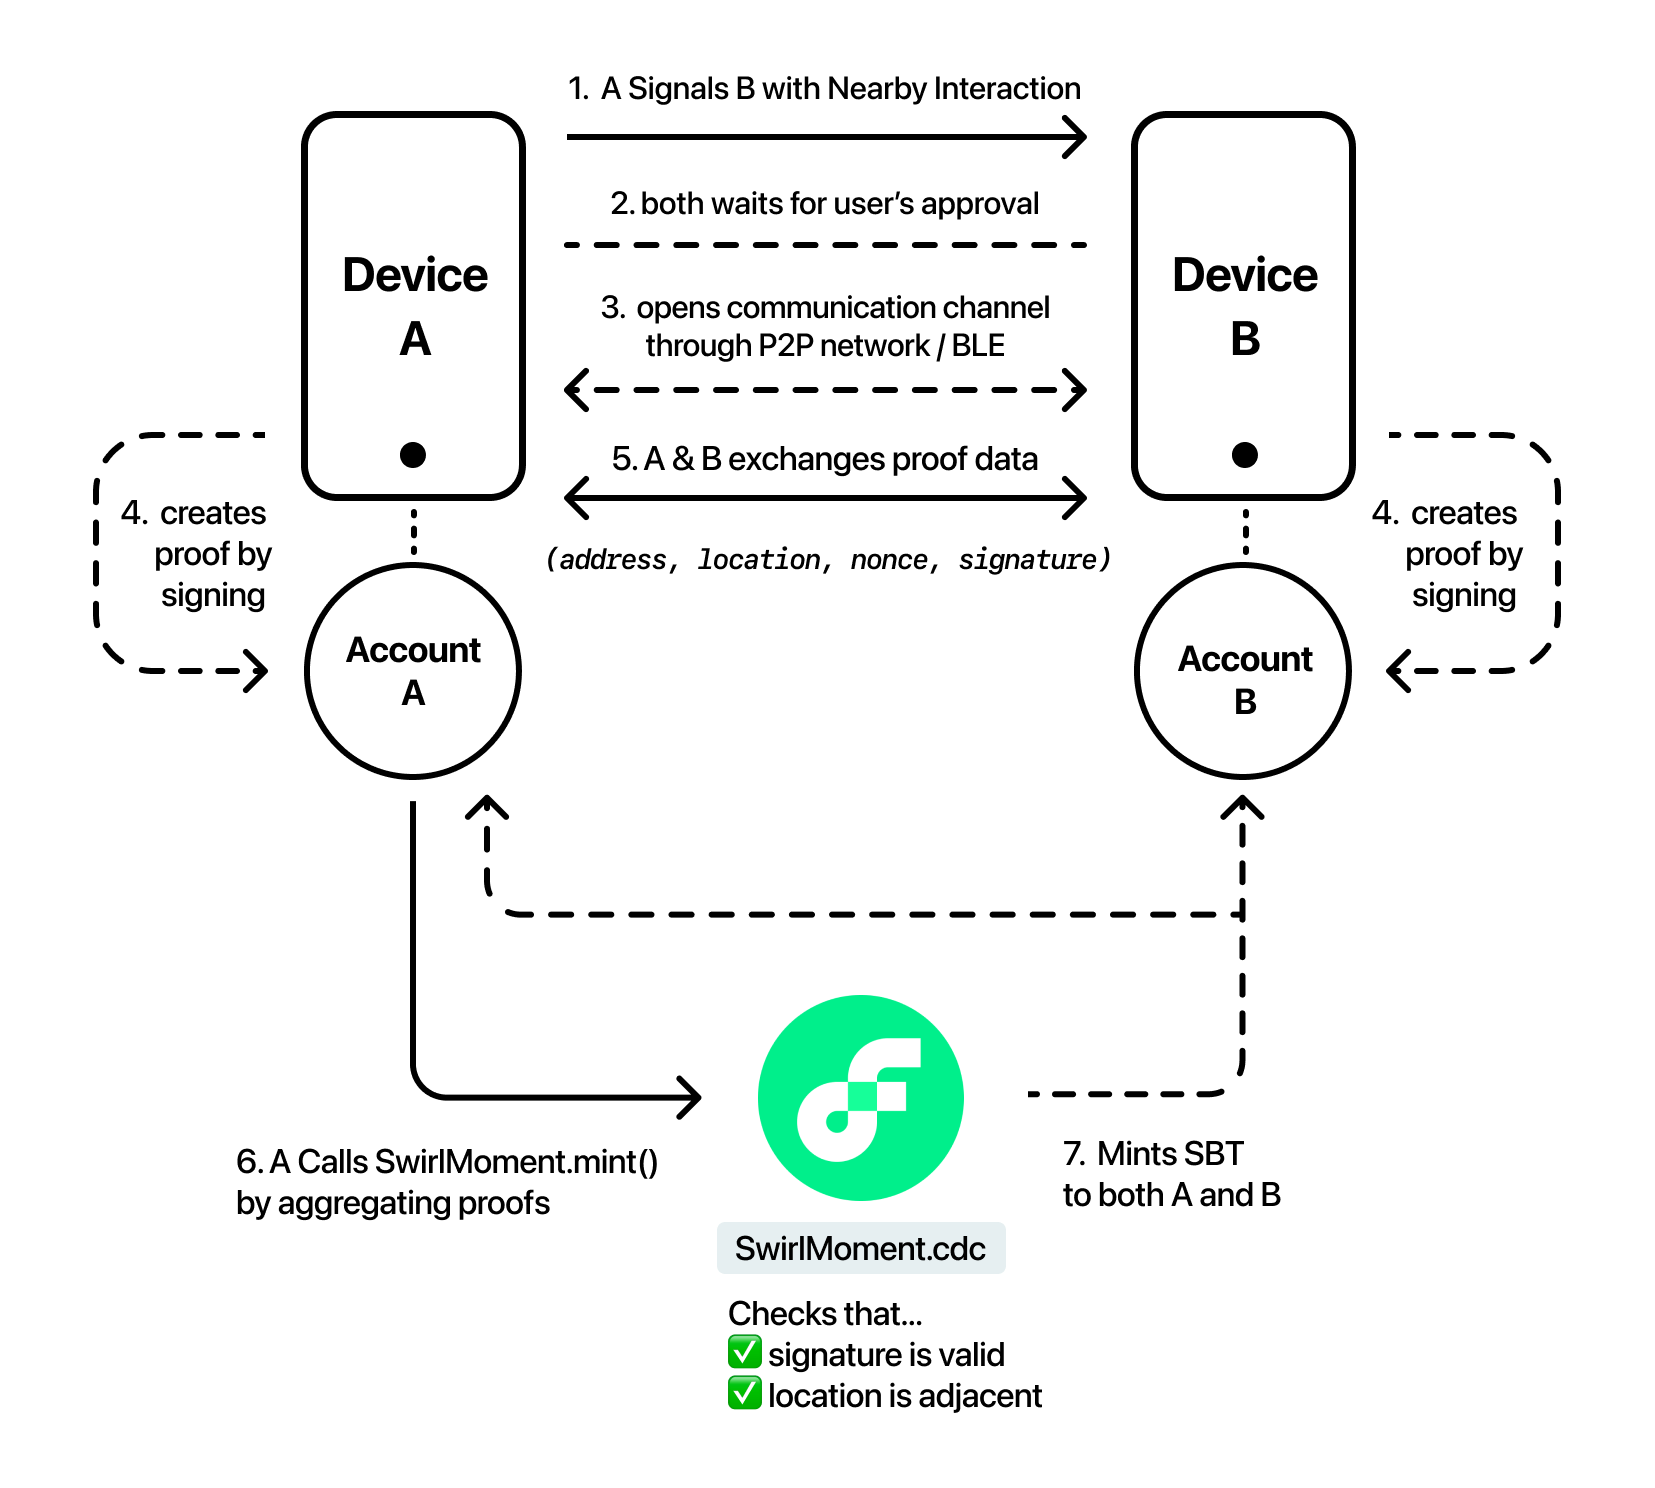 1. A Signals B with Nearby Interaction
2. both waits for user’s approval
Device
A
Device
B
3. opens communication channel
through P2P network / BLE
5. A & B exchanges proof data
(address, location, nonce, signature)
4. creates
proof by
signing
4. creates
proof by
signing
Account
A
Account
B
6. A Calls SwirlMoment.mint()
by aggregating proofs
7. Mints SBT
to both A and B
SwirlMoment.cdc
Checks that...
✅ signature is valid
✅ location is adjacent